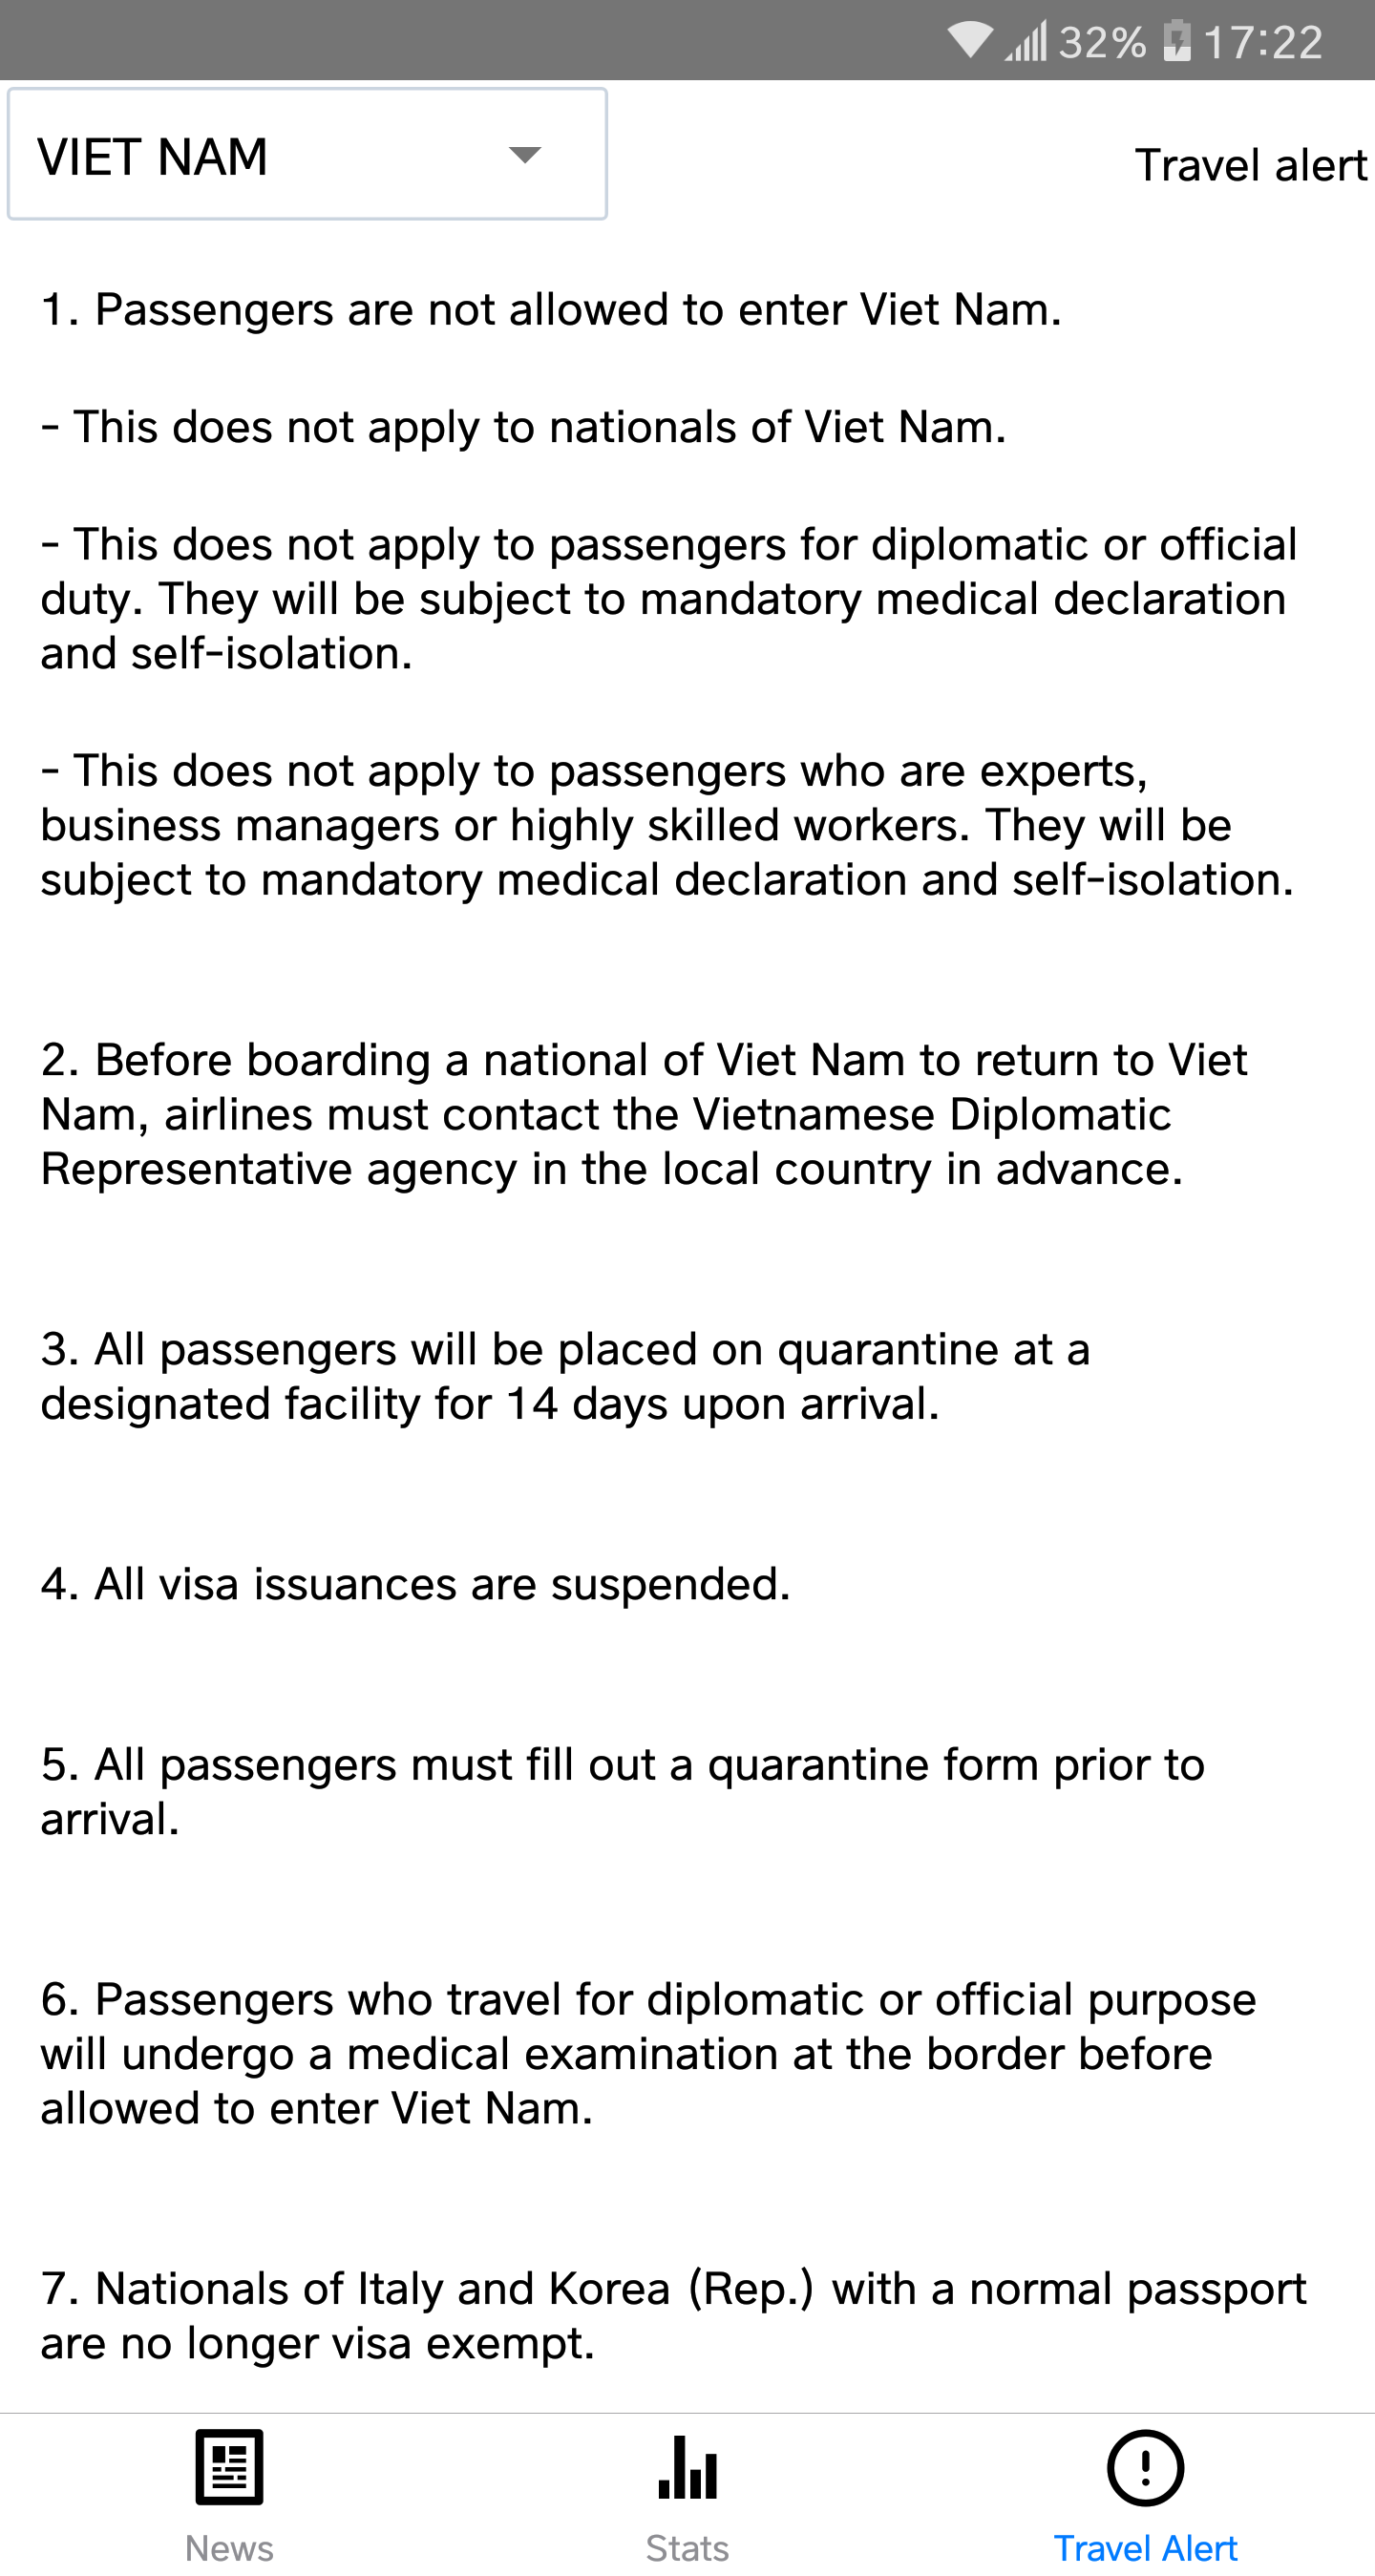 32% 17:22
VIET NAM
Travel alert
1. Passengers are not allowed to enter Viet Nam.
- This does not apply to nationals of Viet Nam.
- This does not apply to passengers for diplomatic or official
duty. They will be subject to mandatory medical declaration
and self-isolation.
- This does not apply to passengers who are experts,
business managers or highly skilled workers. They will be
subject to mandatory medical declaration and self-isolation.
2. Before boarding a national of Viet Nam to return to Viet
Nam, airlines must contact the Vietnamese Diplomatic
Representative agency in the local country in advance.
3. All passengers will be placed on quarantine at a
designated facility for 14 days upon arrival.
4. All visa issuances are suspended.
5. All passengers must fill out a quarantine form prior to
arrival.
6. Passengers who travel for diplomatic or official purpose
will undergo a medical examination at the border before
allowed to enter Viet Nam.
7. Nationals of Italy and Korea (Rep.) with a normal passport
are no longer visa exempt.
News
Stats
Travel Alert